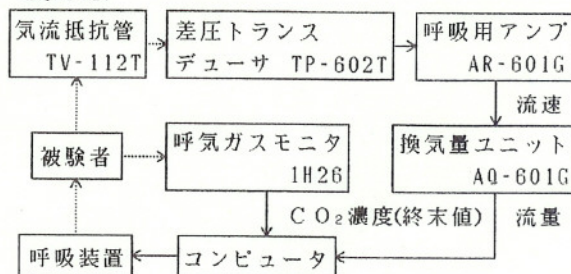 気流抵抗管
TV-112T
差圧トランス
デューサ TP-602T
呼吸用アンプ
AR-601G
流速
被験者
呼気ガスモニタ
1H26
換気量ユニット
AQ-601G
CO₂濃度(終末値)
流量
呼吸装置
コンピュータ